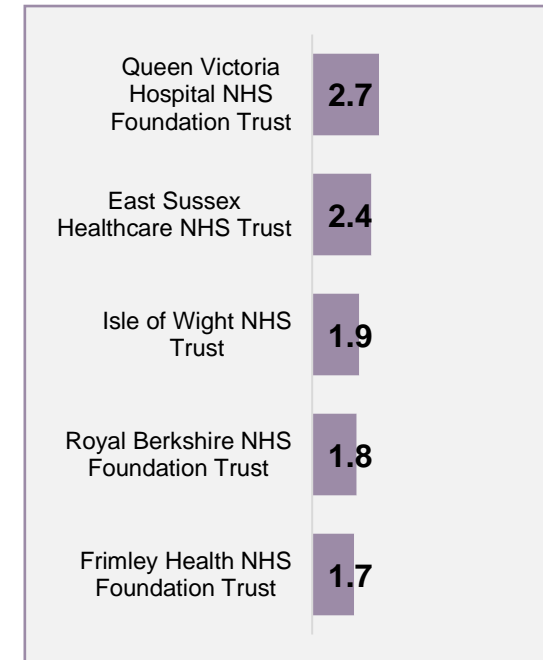 Queen Victoria
Hospital NHS
Foundation Trust
2.7
East Sussex
Healthcare NHS Trust
2.4
Isle of Wight NHS
Trust
1.9
Royal Berkshire NHS
Foundation Trust
1.8
Frimley Health NHS
Foundation Trust
1.7